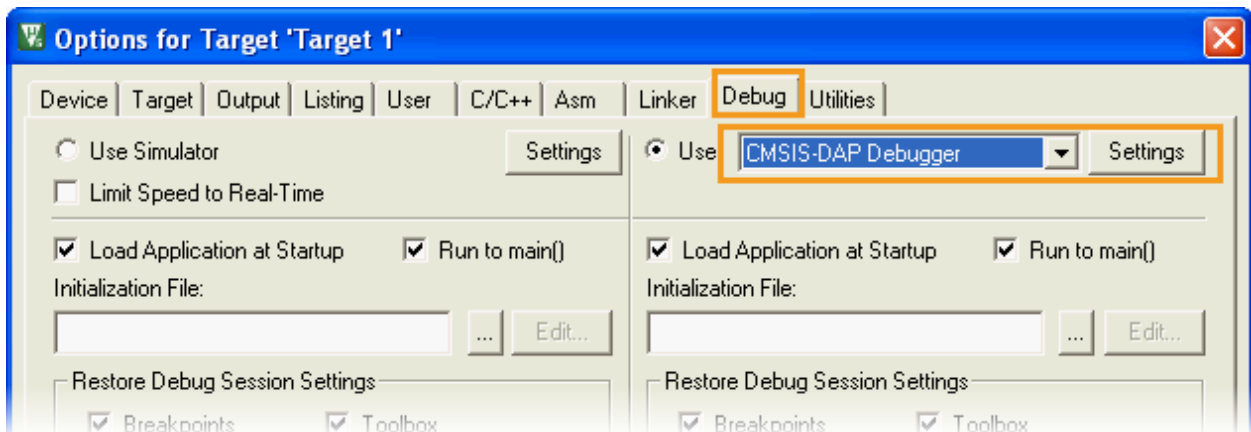 Options for Target 'Target 1'
Device Target Output Listing User C/C++ Asm Linker Debug Utilities
Use Simulator Settings Use CMSIS-DAP Debugger Settings
Limit Speed to Real-Time
Load Application at Startup Run to main() Load Application at Startup Run to main()
Initialization File: Initialization File:
... Edit... ... Edit...
Restore Debug Session Settings Restore Debug Session Settings
Breakpoints Toolbox Breakpoints Toolbox